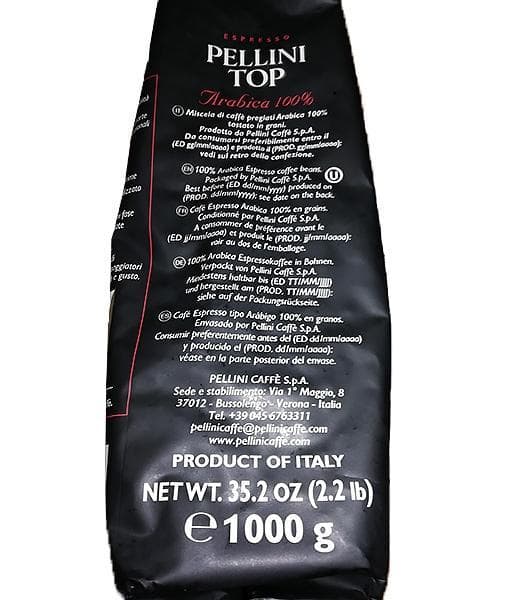 ESPRESSO
PELLINI
TOP
Arabica 100%
IT Miscela di caffè pregiati Arabica 100%
tostato in grani.
Prodotto da Pellini Caffè S.p.A.
Da consumarsi preferibilmente entro il
(ED gg/mm/aaaa) e prodotto il (PROD. gg/mm/aaaa):
vedi sul retro della confezione.
EN 100% Arabica Espresso coffee beans.
Packaged by Pellini Caffè S.p.A.
Best before (ED dd/mm/yyyy) produced on
(PROD. dd/mm/yyyy): see date on the back.
U
FR Café Espresso Arabica 100% en grains.
Conditionné par Pellini Caffè S.p.A.
A consommer de préférence avant le
(ED jj/mm/aaaa) et produit le (PROD. jj/mm/aaaa):
voir au dos de l'emballage.
DE 100% Arabica Espressokaffee in Bohnen.
Verpackt von Pellini Caffè S.p.A.
Mindestens haltbar bis (ED TT/MM/JJJJ)
und hergestellt am (PROD. TT/MM/JJJJ):
siehe auf der Packungsrückseite.
ES Café Espresso tipo Arábigo 100% en granos.
Envasado por Pellini Caffè S.p.A.
Consumir preferentemente antes del (ED dd/mm/aaaa)
y producido el (PROD. dd/mm/aaaa):
véase en la parte posterior del envase.
PELLINI CAFFÈ S.p.A.
Sede e stabilimento: Via 1° Maggio, 8
37012 - Bussolengo - Verona - Italia
Tel. +39 045 6763311
pellinicaffe@pellinicaffe.com
www.pellinicaffe.com
PRODUCT OF ITALY
NET WT. 35.2 OZ (2.2 lb)
℮ 1000 g